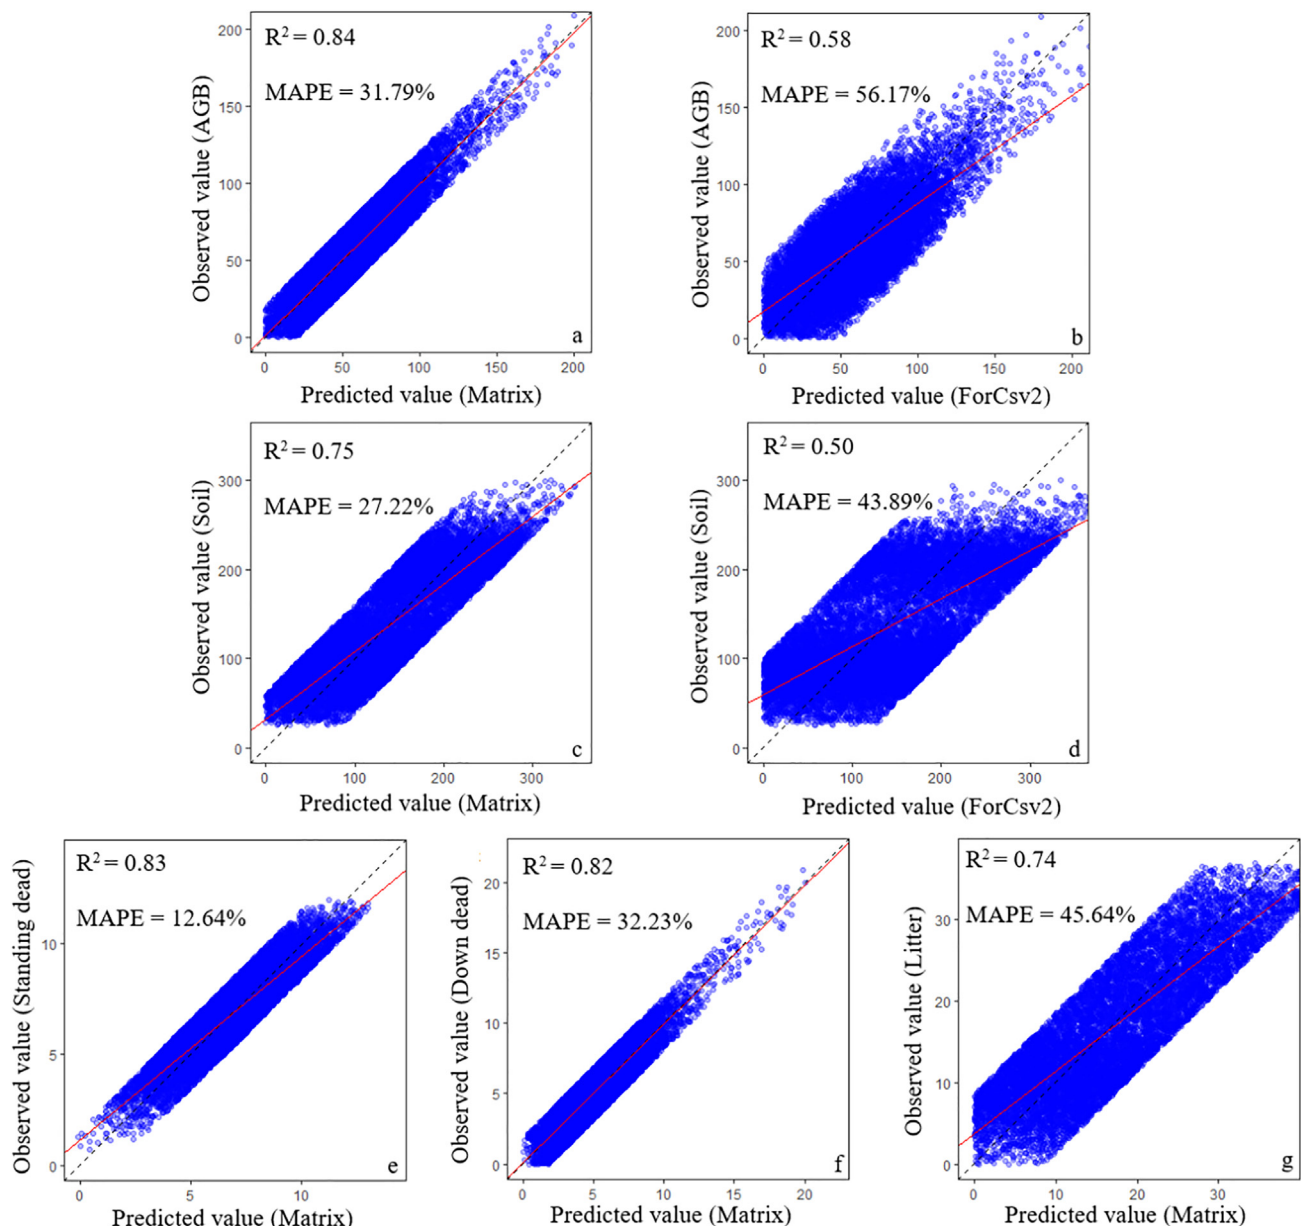 R² = 0.84
MAPE = 31.79%
Observed value (AGB)
200
150
100
50
0
a
0 50 100 150 200
Predicted value (Matrix)
R² = 0.58
MAPE = 56.17%
Observed value (AGB)
200
150
100
50
0
b
0 50 100 150 200
Predicted value (ForCsv2)
R² = 0.75
MAPE = 27.22%
Observed value (Soil)
300
200
100
0
c
0 100 200 300
Predicted value (Matrix)
R² = 0.50
MAPE = 43.89%
Observed value (Soil)
300
200
100
0
d
0 100 200 300
Predicted value (ForCsv2)
R² = 0.83
MAPE = 12.64%
Observed value (Standing dead)
10
5
0
e
0 5 10
Predicted value (Matrix)
R² = 0.82
MAPE = 32.23%
Observed value (Down dead)
20
15
10
5
0
f
0 5 10 15 20
Predicted value (Matrix)
R² = 0.74
MAPE = 45.64%
Observed value (Litter)
30
20
10
0
g
0 10 20 30
Predicted value (Matrix)